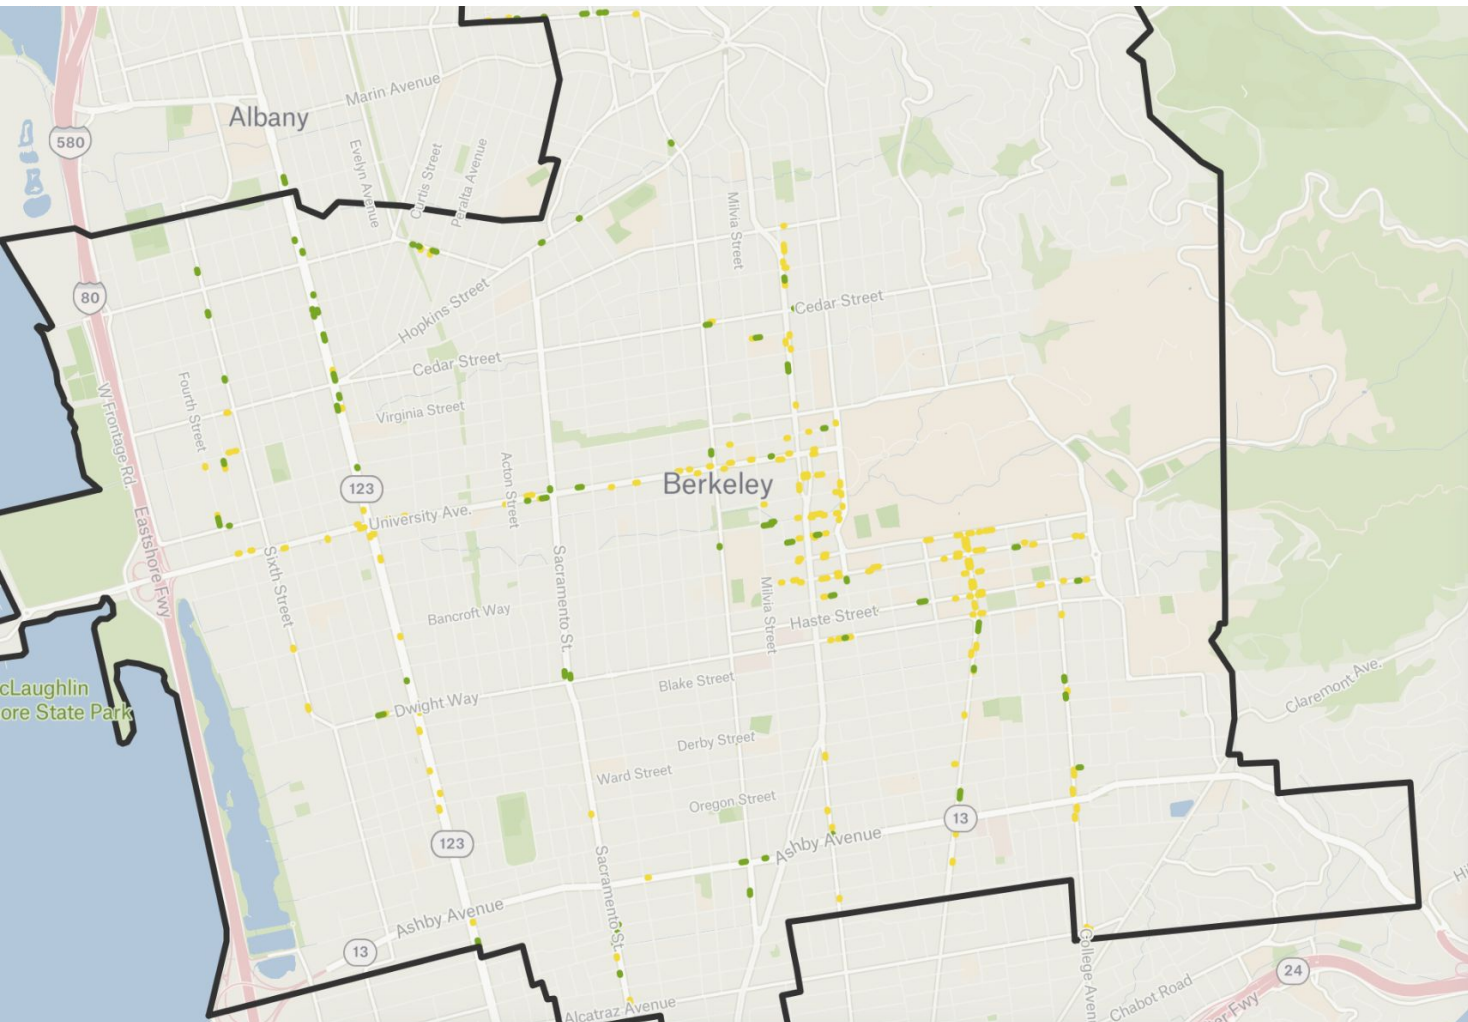 Marin Avenue
Albany
580
Evelyn Avenue
Curtis Street
Peralta Avenue
Milvia Street
80
Hopkins Street
Cedar Street
Cedar Street
Fourth Street
W Frontage Rd.
Virginia Street
123
Acton Street
Berkeley
University Ave.
Eastshore Fwy
Sixth Street
Sacramento St.
Bancroft Way
Milvia Street
Haste Street
cLaughlin
ore State Park
Dwight Way
Blake Street
Claremont Ave.
Derby Street
Ward Street
Oregon Street
13
123
Ashby Avenue
Sacramento St.
Ashby Avenue
13
College Aven
24
Chabot Road
er Fwy
Alcatraz Avenue
Hi